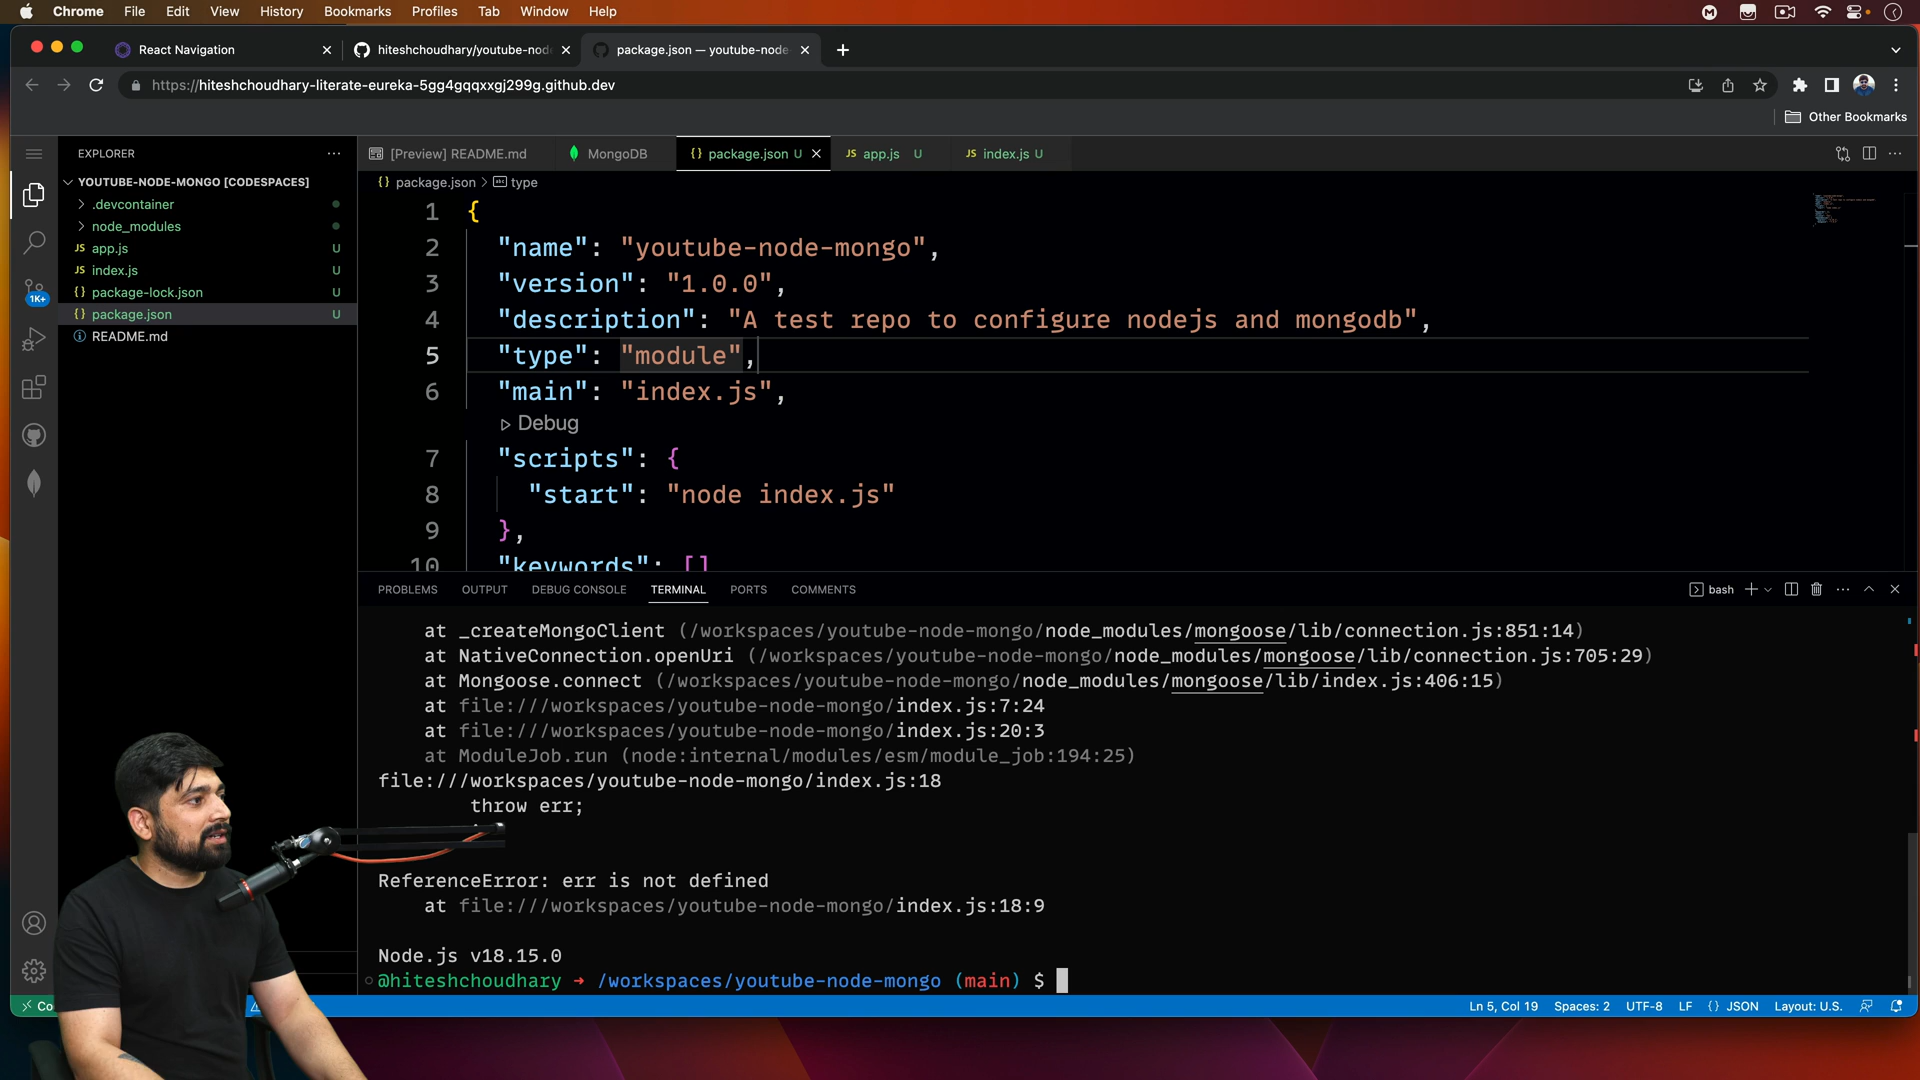 Chrome File Edit View History Bookmarks Profiles Tab Window Help
React Navigation
hiteshchoudhary/youtube-nod
package.json — youtube-node-
https://hiteshchoudhary-literate-eureka-5gg4gqqxxgj299g.github.dev
Other Bookmarks
EXPLORER
[Preview] README.md
MongoDB
{} package.json U
JS app.js U
JS index.js U
YOUTUBE-NODE-MONGO [CODESPACES]
{} package.json > abc type
.devcontainer
node_modules
JS app.js U
JS index.js U
{} package-lock.json U
{} package.json U
README.md
1K+
1 {
2 "name": "youtube-node-mongo",
3 "version": "1.0.0",
4 "description": "A test repo to configure nodejs and mongodb",
5 "type": "module",
6 "main": "index.js",
Debug
7 "scripts": {
8 "start": "node index.js"
9 },
10 "keywords": []
PROBLEMS OUTPUT DEBUG CONSOLE TERMINAL PORTS COMMENTS
bash
at _createMongoClient (/workspaces/youtube-node-mongo/node_modules/mongoose/lib/connection.js:851:14)
at NativeConnection.openUri (/workspaces/youtube-node-mongo/node_modules/mongoose/lib/connection.js:705:29)
at Mongoose.connect (/workspaces/youtube-node-mongo/node_modules/mongoose/lib/index.js:406:15)
at file:///workspaces/youtube-node-mongo/index.js:7:24
at file:///workspaces/youtube-node-mongo/index.js:20:3
at ModuleJob.run (node:internal/modules/esm/module_job:194:25)
file:///workspaces/youtube-node-mongo/index.js:18
throw err;
ReferenceError: err is not defined
at file:///workspaces/youtube-node-mongo/index.js:18:9
Node.js v18.15.0
@hiteshchoudhary → /workspaces/youtube-node-mongo (main) $
Co
Ln 5, Col 19 Spaces: 2 UTF-8 LF {} JSON Layout: U.S.